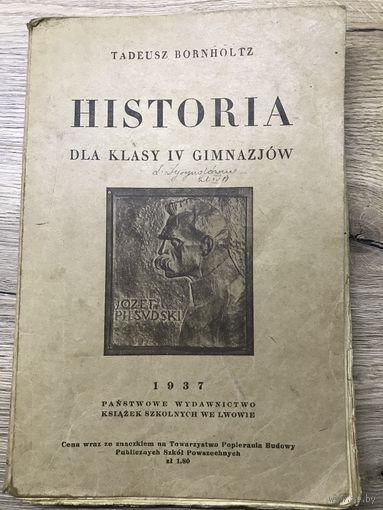 TADEUSZ BORNHOLTZ
HISTORIA
DLA KLASY IV GIMNAZJÓW
JÓZEF
PIŁSUDSKI
1937
PAŃSTWOWE WYDAWNICTWO
KSIĄŻEK SZKOLNYCH WE LWOWIE
Cena wraz ze znaczkiem na Towarzystwo Popierania Budowy
Publicznych Szkół Powszechnych
zł 1.80